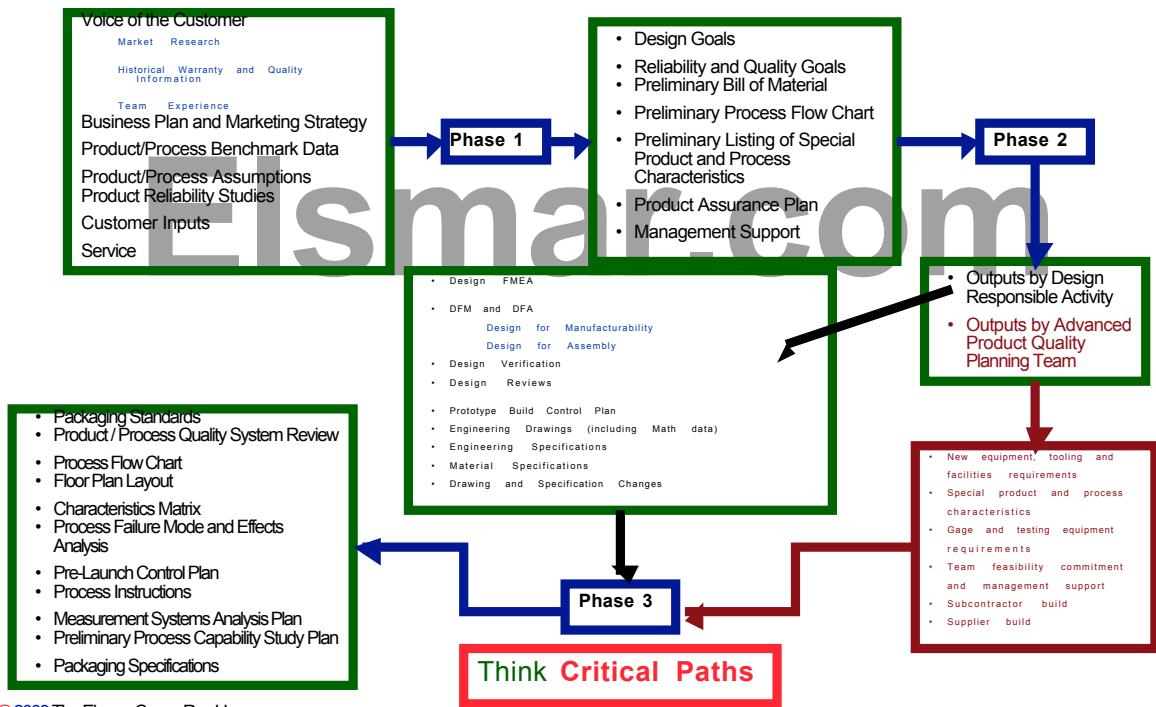 Voice of the Customer
Market Research
Historical Warranty and Quality
Information
Team Experience
Business Plan and Marketing Strategy
Product/Process Benchmark Data
Product/Process Assumptions
Product Reliability Studies
Customer Inputs
Service
Phase 1
• Design Goals
• Reliability and Quality Goals
• Preliminary Bill of Material
• Preliminary Process Flow Chart
• Preliminary Listing of Special
Product and Process
Characteristics
• Product Assurance Plan
• Management Support
Phase 2
Elsmar.com
• Outputs by Design
Responsible Activity
• Outputs by Advanced
Product Quality
Planning Team
• Design FMEA
• DFM and DFA
Design for Manufacturability
Design for Assembly
• Design Verification
• Design Reviews
• Prototype Build Control Plan
• Engineering Drawings (including Math data)
• Engineering Specifications
• Material Specifications
• Drawing and Specification Changes
• New equipment, tooling and
facilities requirements
• Special product and process
characteristics
• Gage and testing equipment
requirements
• Team feasibility commitment
and management support
• Subcontractor build
• Supplier build
Phase 3
• Packaging Standards
• Product / Process Quality System Review
• Process Flow Chart
• Floor Plan Layout
• Characteristics Matrix
• Process Failure Mode and Effects
Analysis
• Pre-Launch Control Plan
• Process Instructions
• Measurement Systems Analysis Plan
• Preliminary Process Capability Study Plan
• Packaging Specifications
Think Critical Paths